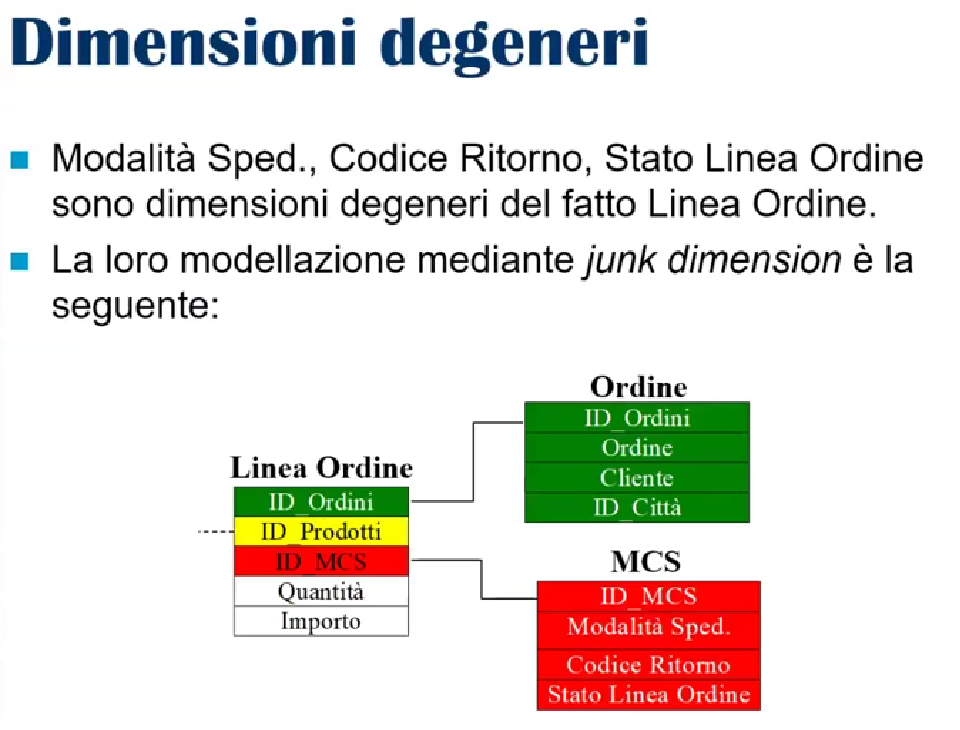 Dimensioni degeneri
Modalità Sped., Codice Ritorno, Stato Linea Ordine
sono dimensioni degeneri del fatto Linea Ordine.
La loro modellazione mediante junk dimension è la
seguente:
Linea Ordine
ID_Ordini
ID_Prodotti
ID_MCS
Quantità
Importo
Ordine
ID_Ordini
Ordine
Cliente
ID_Città
MCS
ID_MCS
Modalità Sped.
Codice Ritorno
Stato Linea Ordine